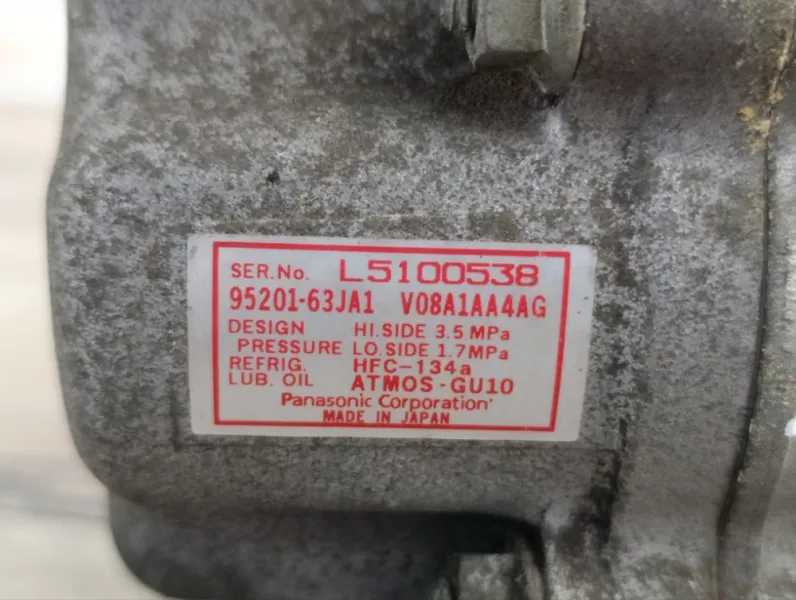 SER.No. L5100538
95201-63JA1 V08A1AA4AG
DESIGN HI.SIDE 3.5 MPa
PRESSURE LO.SIDE 1.7MPa
REFRIG. HFC-134a
LUB. OIL ATMOS-GU10
Panasonic Corporation
MADE IN JAPAN